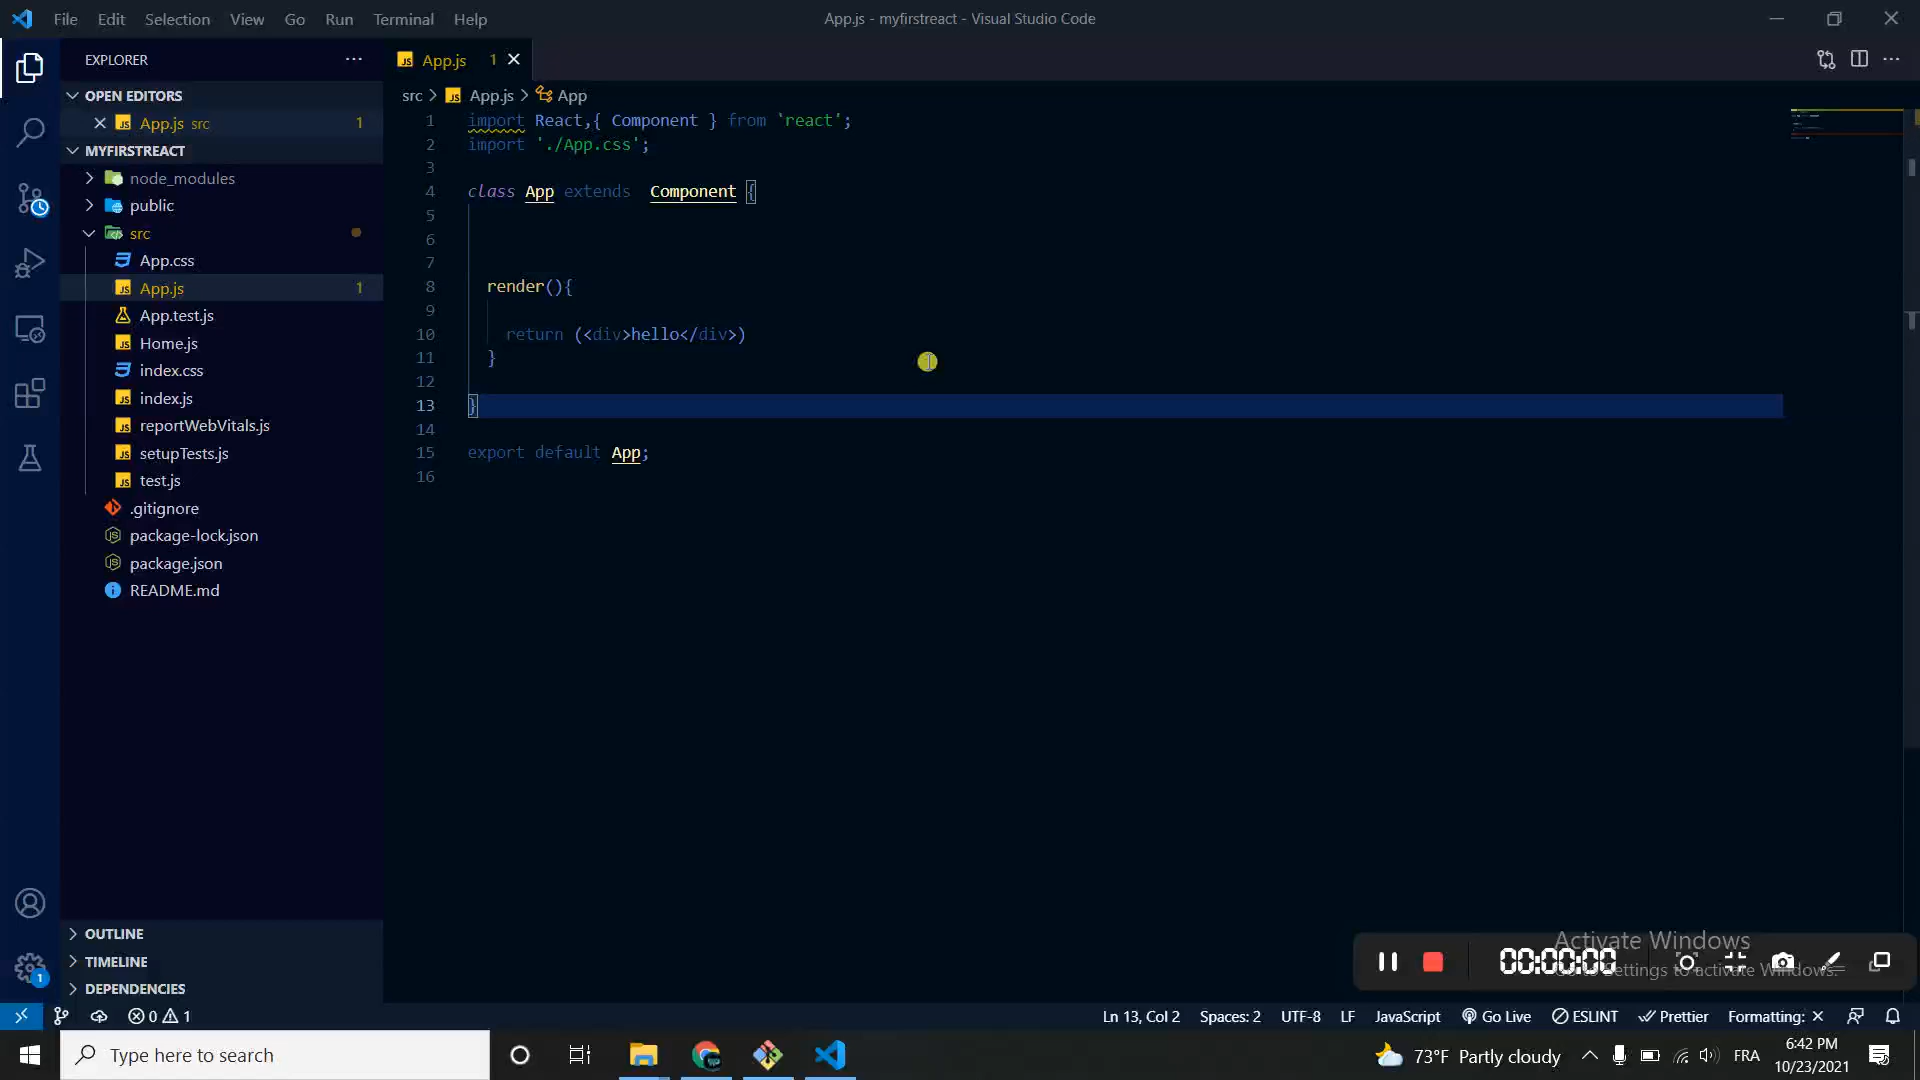 File Edit Selection View Go Run Terminal Help
App.js - myfirstreact - Visual Studio Code
EXPLORER
App.js 1
OPEN EDITORS
src > App.js > App
App.js src 1
MYFIRSTREACT
node_modules
public
src
App.css
App.js 1
App.test.js
Home.js
index.css
index.js
reportWebVitals.js
setupTests.js
test.js
.gitignore
package-lock.json
package.json
README.md
1 import React,{ Component } from 'react';
2 import './App.css';
3
4 class App extends  Component {
5
6
7
8 render(){
9
10 return (<div>hello</div>)
11 }
12
13 }
14
15 export default App;
16
OUTLINE
TIMELINE
DEPENDENCIES
1
Activate Windows
00:00:00
Go to Settings to activate Windows.
0 1
Ln 13, Col 2 Spaces: 2 UTF-8 LF JavaScript Go Live ESLINT Prettier Formatting: ×
Type here to search
73°F Partly cloudy
FRA
6:42 PM
10/23/2021